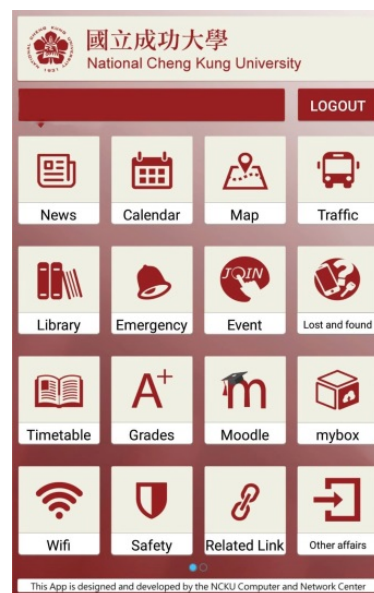 國立成功大學
National Cheng Kung University
LOGOUT
News Calendar Map Traffic
JOIN
Library Emergency Event Lost and found
A+ m
Timetable Grades Moodle mybox
Wifi Safety Related Link Other affairs
This App is designed and developed by the NCKU Computer and Network Center